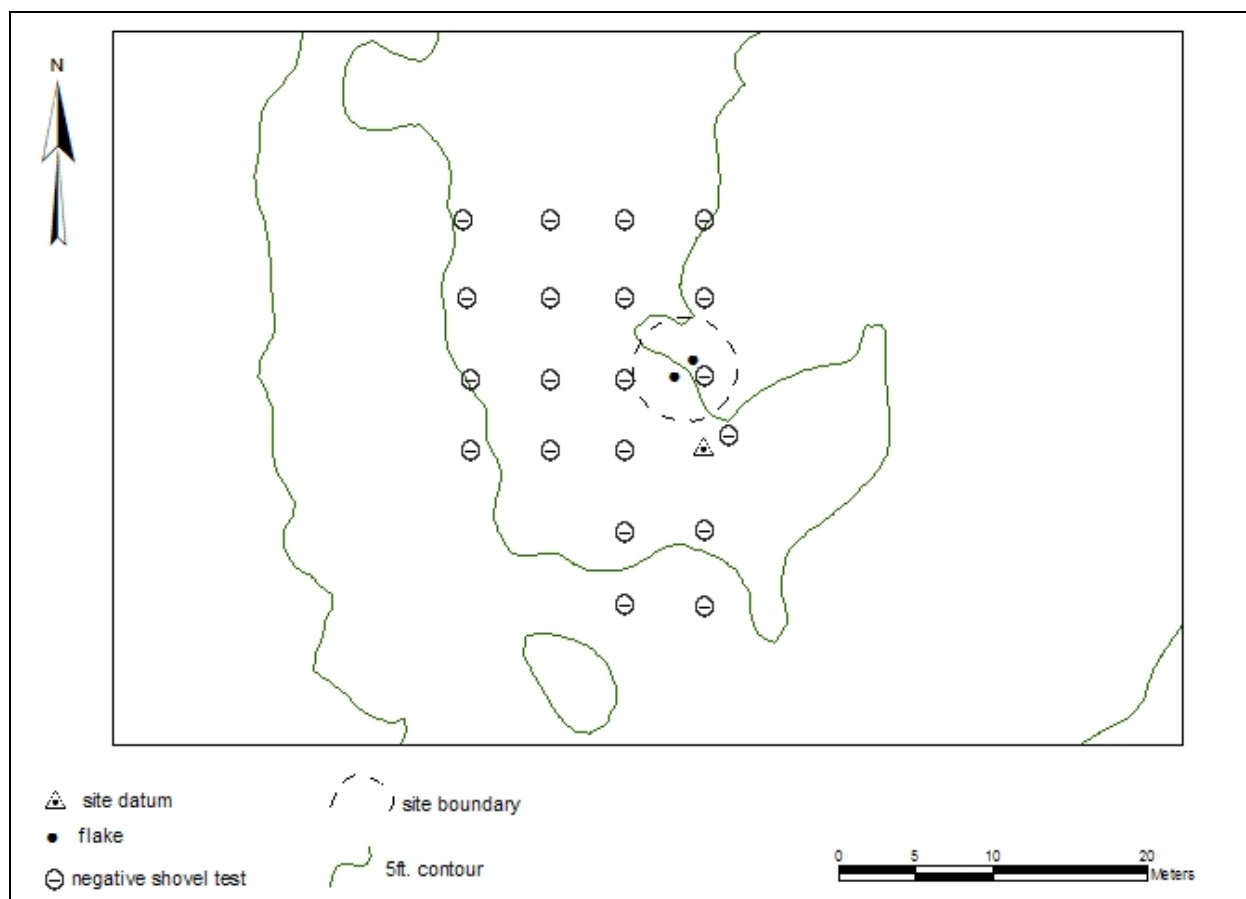 N
site datum
flake
negative shovel test
site boundary
5ft. contour
0 5 10 20
Meters